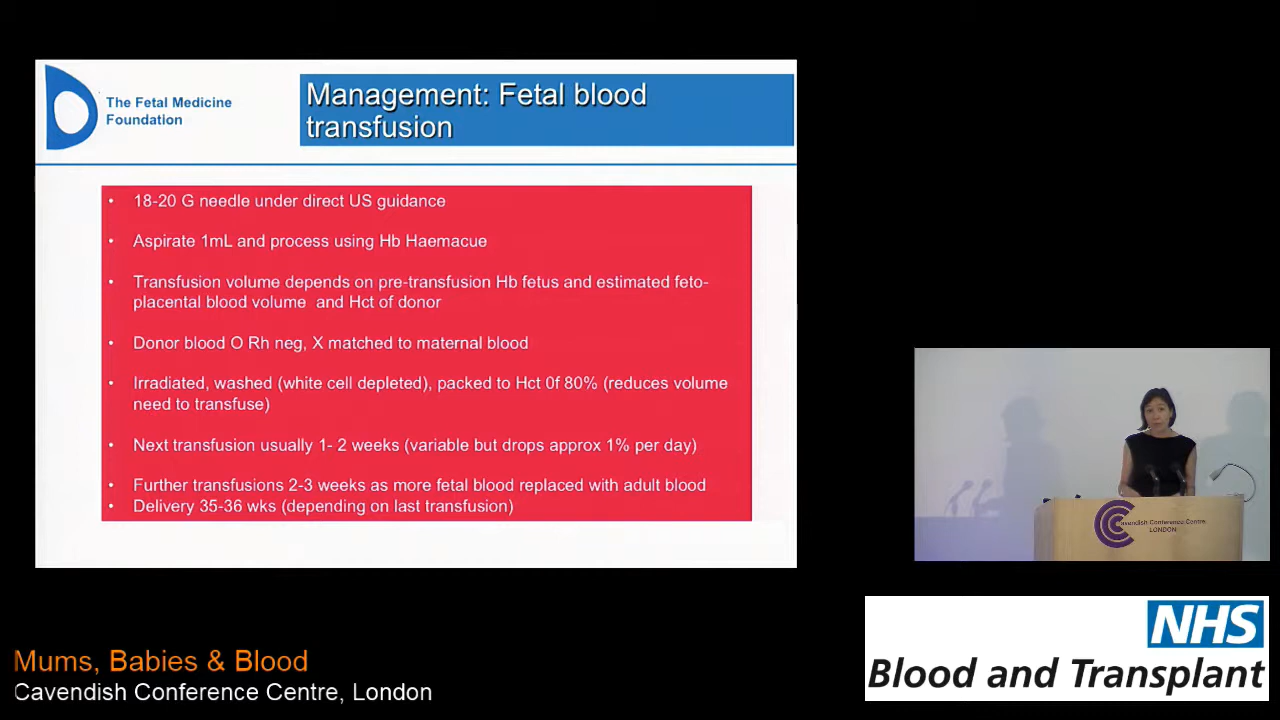 The Fetal Medicine
Foundation
Management: Fetal blood
transfusion
• 18-20 G needle under direct US guidance
• Aspirate 1mL and process using Hb Haemacue
• Transfusion volume depends on pre-transfusion Hb fetus and estimated feto-
placental blood volume and Hct of donor
• Donor blood O Rh neg, X matched to maternal blood
• Irradiated, washed (white cell depleted), packed to Hct 0f 80% (reduces volume
need to transfuse)
• Next transfusion usually 1- 2 weeks (variable but drops approx 1% per day)
• Further transfusions 2-3 weeks as more fetal blood replaced with adult blood
• Delivery 35-36 wks (depending on last transfusion)
Cavendish Conference Centre
LONDON
NHS
Blood and Transplant
Mums, Babies & Blood
Cavendish Conference Centre, London